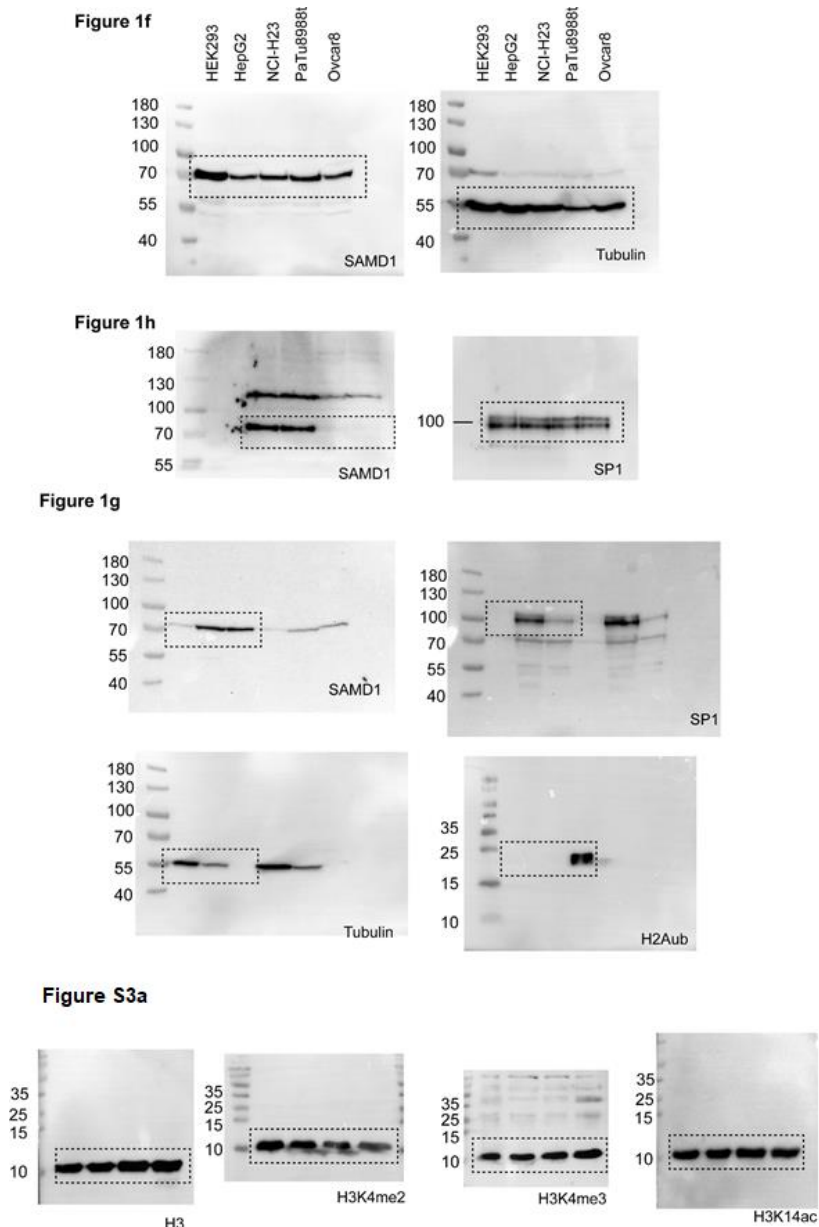 Figure 1f
HEK293
HepG2
NCI-H23
PaTu8988t
Ovcar8
180
130
100
70
55
40
SAMD1
HEK293
HepG2
NCI-H23
PaTu8988t
Ovcar8
180
130
100
70
55
40
Tubulin
Figure 1h
180
130
100
70
55
SAMD1
100
SP1
Figure 1g
180
130
100
70
55
40
SAMD1
180
130
100
70
55
40
SP1
180
130
100
70
55
40
Tubulin
35
25
15
10
H2Aub
Figure S3a
35
25
15
10
H3
35
25
15
10
H3K4me2
35
25
15
10
H3K4me3
35
25
15
10
H3K14ac